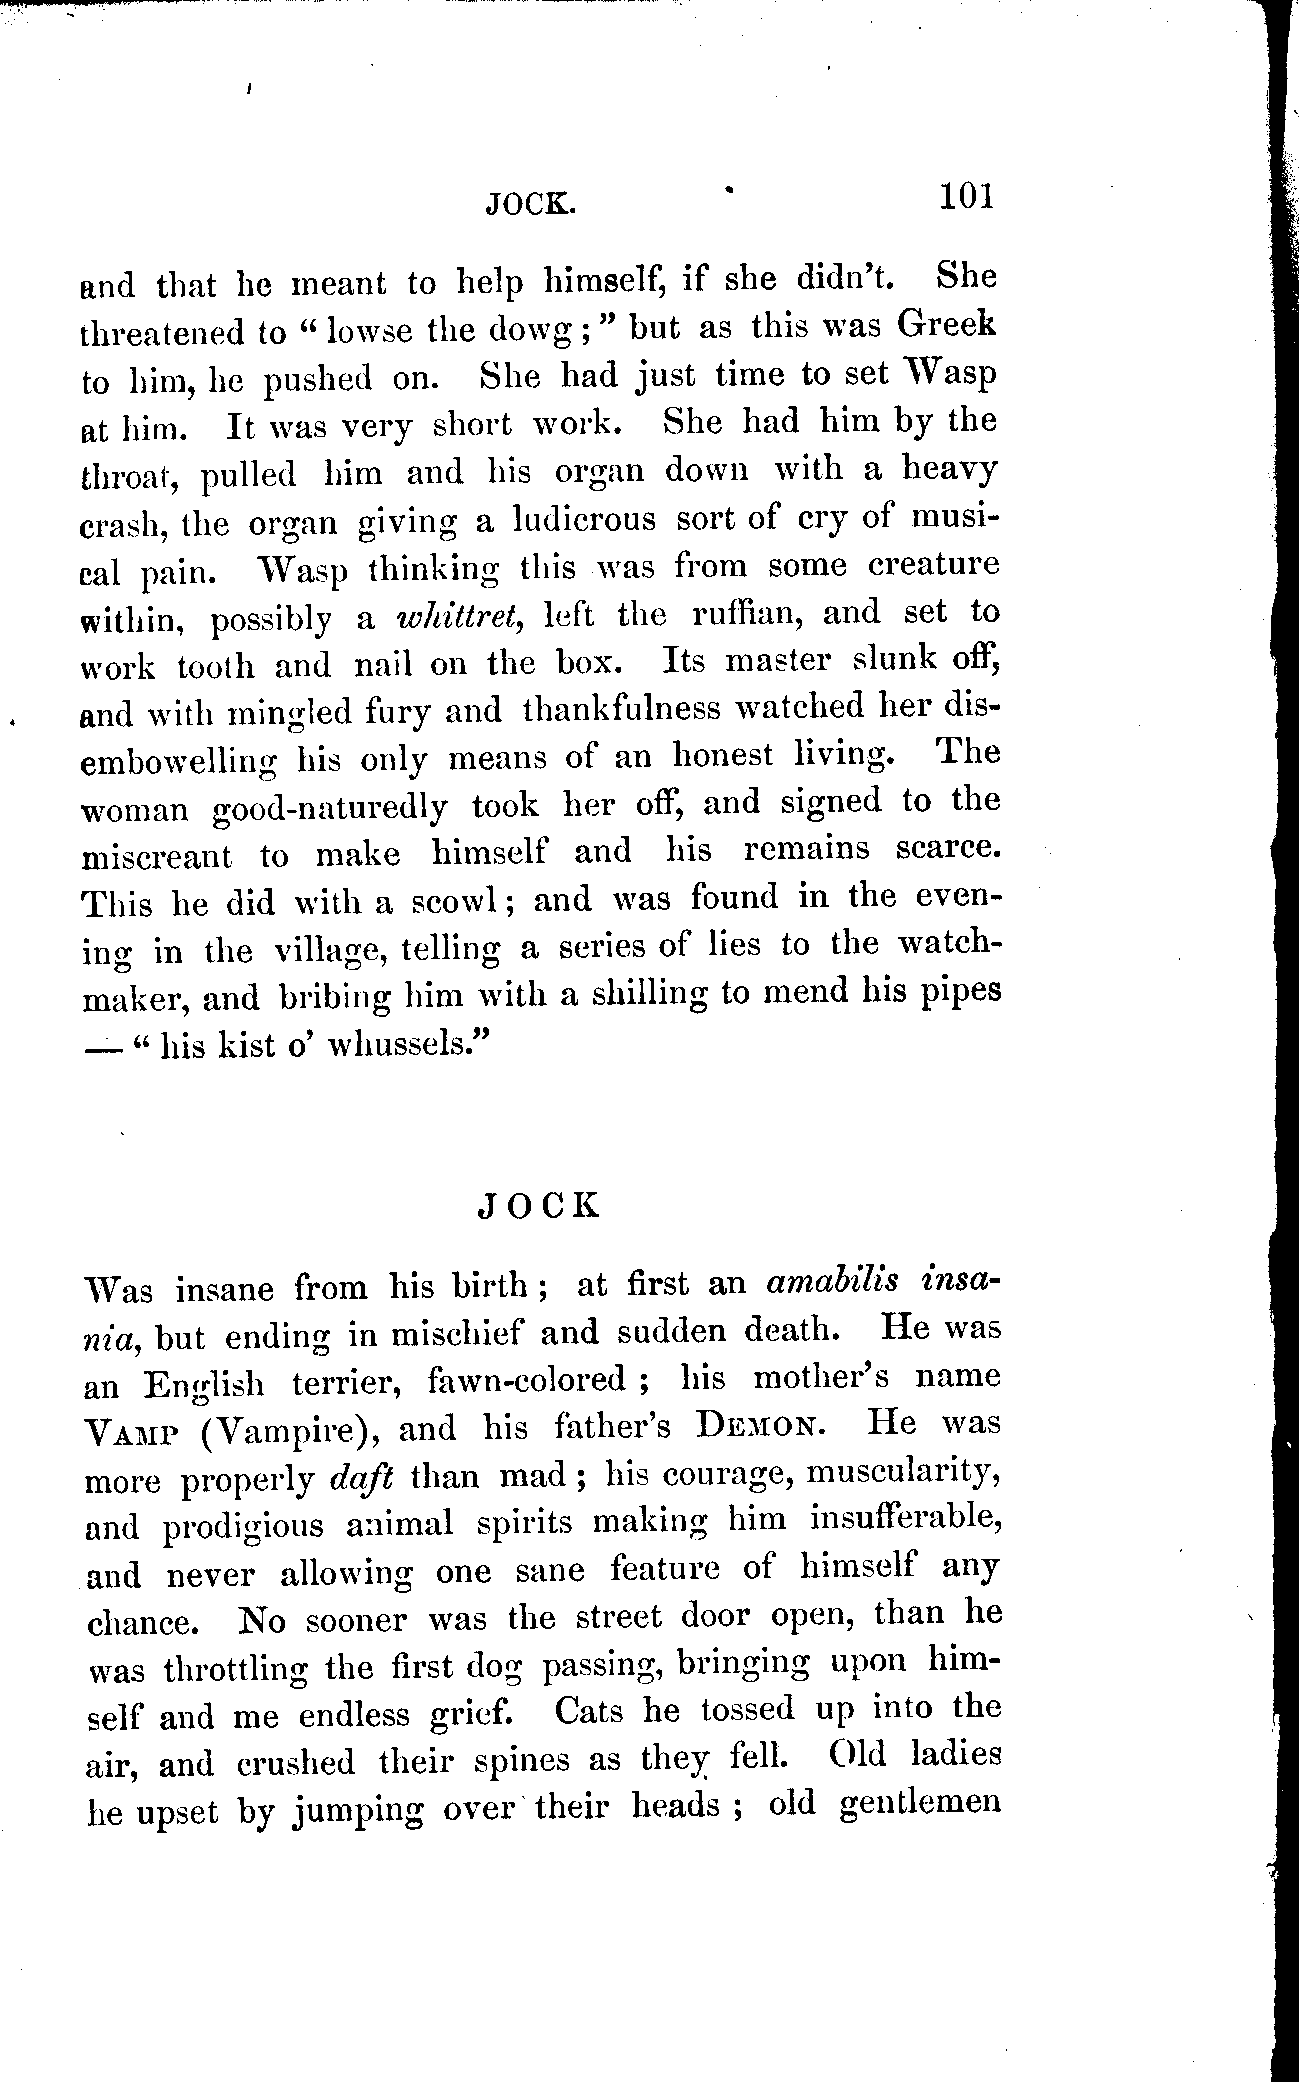 JOCK. 101
and that he meant to help himself, if she didn't. She
threatened to " lowse the dowg ; " but as this was Greek
to him, he pushed on. She had just time to set Wasp
at him. It was very short work. She had him by the
throat, pulled him and his organ down with a heavy
crash, the organ giving a ludicrous sort of cry of musi-
cal pain. Wasp thinking this was from some creature
within, possibly a whittret, left the ruffian, and set to
work tooth and nail on the box. Its master slunk off,
and with mingled fury and thankfulness watched her dis-
embowelling his only means of an honest living. The
woman good-naturedly took her off, and signed to the
miscreant to make himself and his remains scarce.
This he did with a scowl ; and was found in the even-
ing in the village, telling a series of lies to the watch-
maker, and bribing him with a shilling to mend his pipes
— " his kist o' whussels."
JOCK
Was insane from his birth ; at first an amabilis insa-
nia, but ending in mischief and sudden death. He was
an English terrier, fawn-colored ; his mother's name
VAMP (Vampire), and his father's DEMON. He was
more properly daft than mad ; his courage, muscularity,
and prodigious animal spirits making him insufferable,
and never allowing one sane feature of himself any
chance. No sooner was the street door open, than he
was throttling the first dog passing, bringing upon him-
self and me endless grief. Cats he tossed up into the
air, and crushed their spines as they fell. Old ladies
he upset by jumping over their heads ; old gentlemen